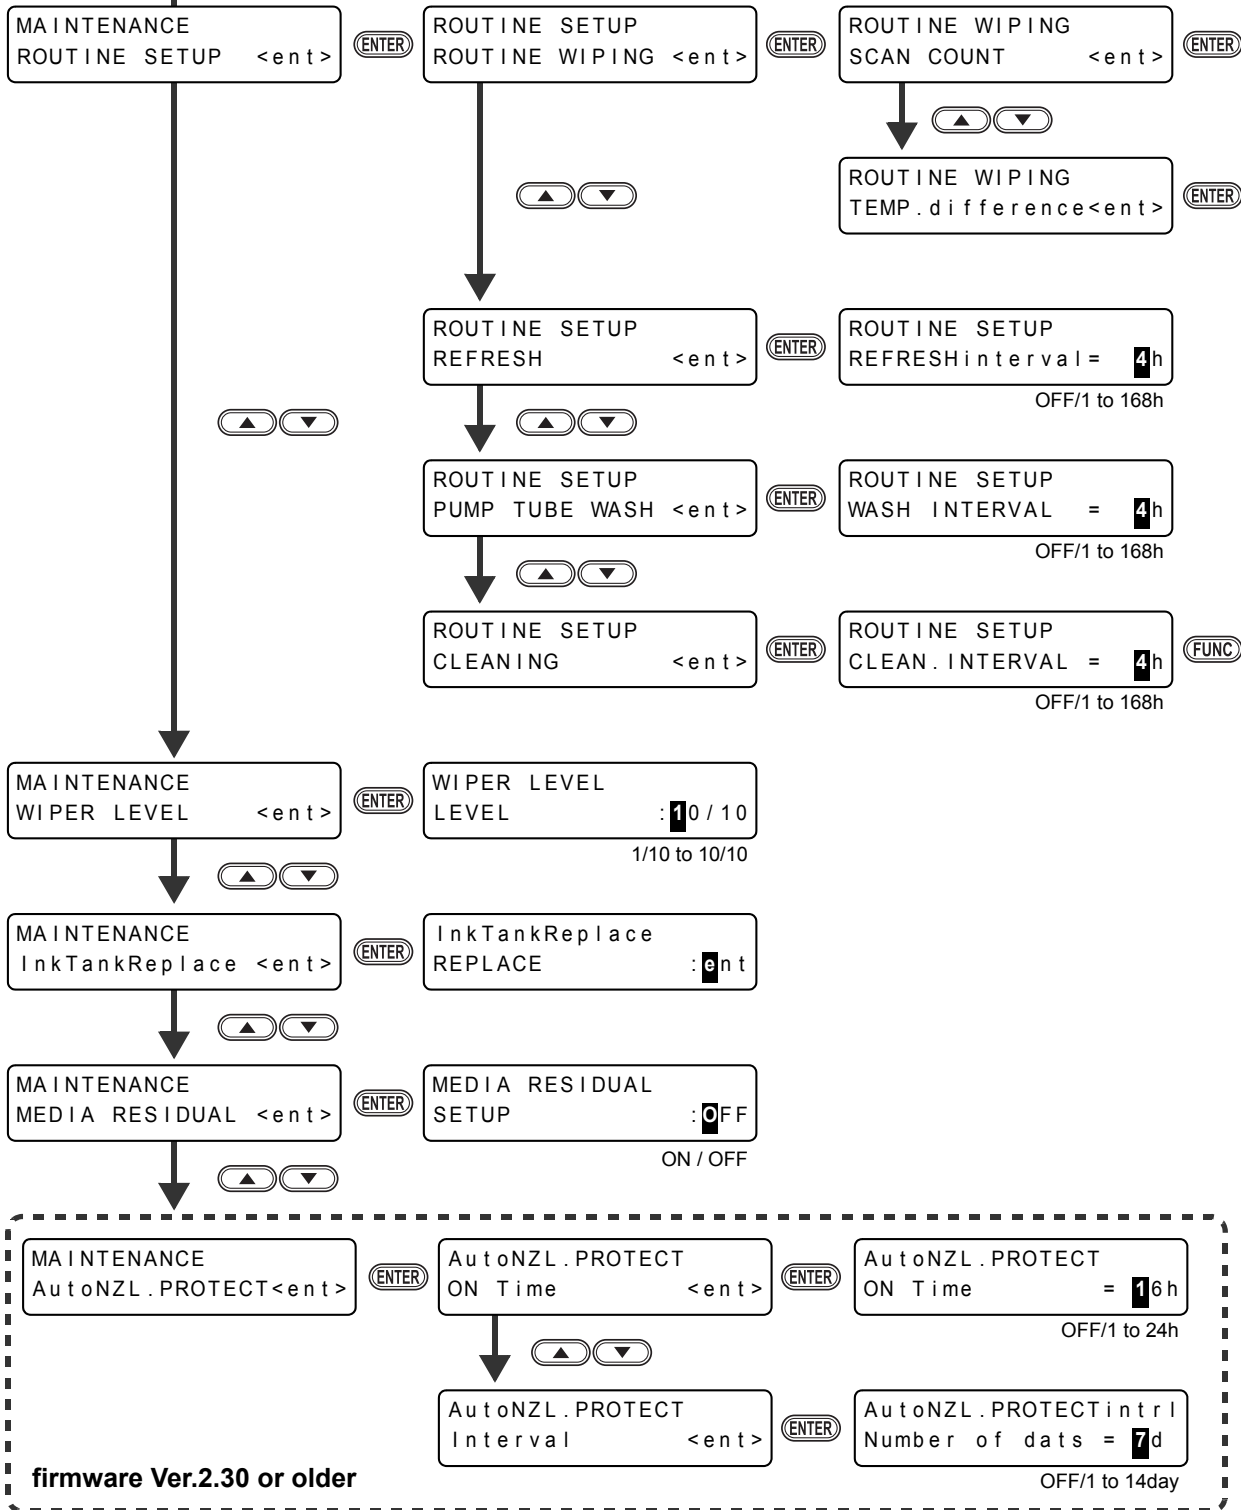 MAINTENANCE
ROUTINE SETUP <ent>
ENTER
ROUTINE SETUP
ROUTINE WIPING <ent>
ENTER
ROUTINE WIPING
SCAN COUNT <ent>
ENTER
ROUTINE WIPING
TEMP.difference<ent>
ENTER
ROUTINE SETUP
REFRESH <ent>
ENTER
ROUTINE SETUP
REFRESHinterval= 4h
OFF/1 to 168h
ROUTINE SETUP
PUMP TUBE WASH <ent>
ENTER
ROUTINE SETUP
WASH INTERVAL = 4h
OFF/1 to 168h
ROUTINE SETUP
CLEANING <ent>
ENTER
ROUTINE SETUP
CLEAN.INTERVAL = 4h
FUNC
OFF/1 to 168h
MAINTENANCE
WIPER LEVEL <ent>
ENTER
WIPER LEVEL
LEVEL :10/10
1/10 to 10/10
MAINTENANCE
InkTankReplace <ent>
ENTER
InkTankReplace
REPLACE :ent
MAINTENANCE
MEDIA RESIDUAL <ent>
ENTER
MEDIA RESIDUAL
SETUP :OFF
ON / OFF
MAINTENANCE
AutoNZL.PROTECT<ent>
ENTER
AutoNZL.PROTECT
ON Time <ent>
ENTER
AutoNZL.PROTECT
ON Time = 16h
OFF/1 to 24h
AutoNZL.PROTECT
Interval <ent>
ENTER
AutoNZL.PROTECTintrl
Number of dats = 7d
OFF/1 to 14day
firmware Ver.2.30 or older